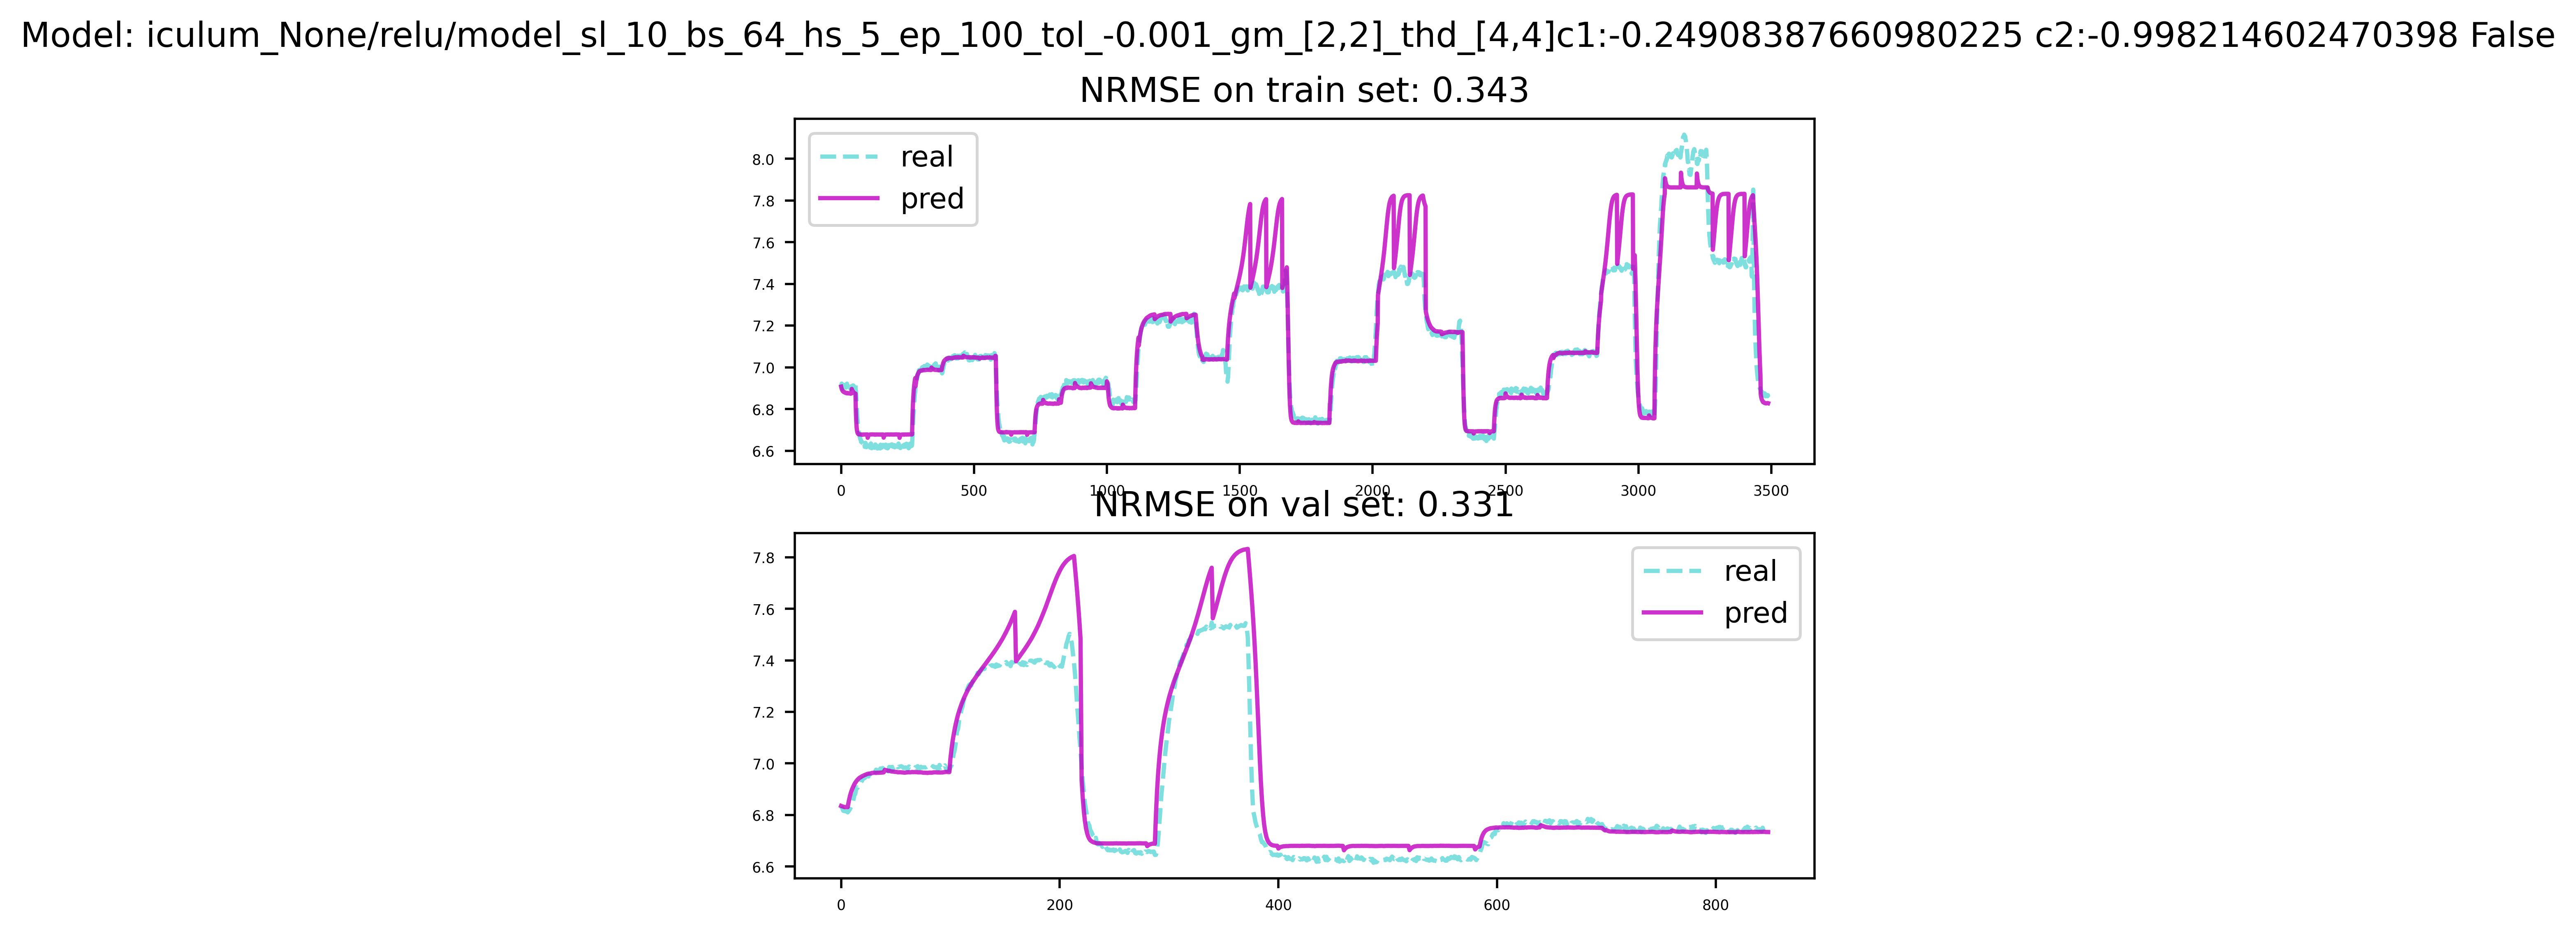 Model: iculum_None/relu/model_sl_10_bs_64_hs_5_ep_100_tol_-0.001_gm_[2,2]_thd_[4,4]c1:-0.24908387660980225 c2:-0.998214602470398 False
NRMSE on train set: 0.343
real
pred
8.0
7.8
7.6
7.4
7.2
7.0
6.8
6.6
0 500 1000 1500 2000 2500 3000 3500
NRMSE on val set: 0.331
real
pred
7.8
7.6
7.4
7.2
7.0
6.8
6.6
0 200 400 600 800